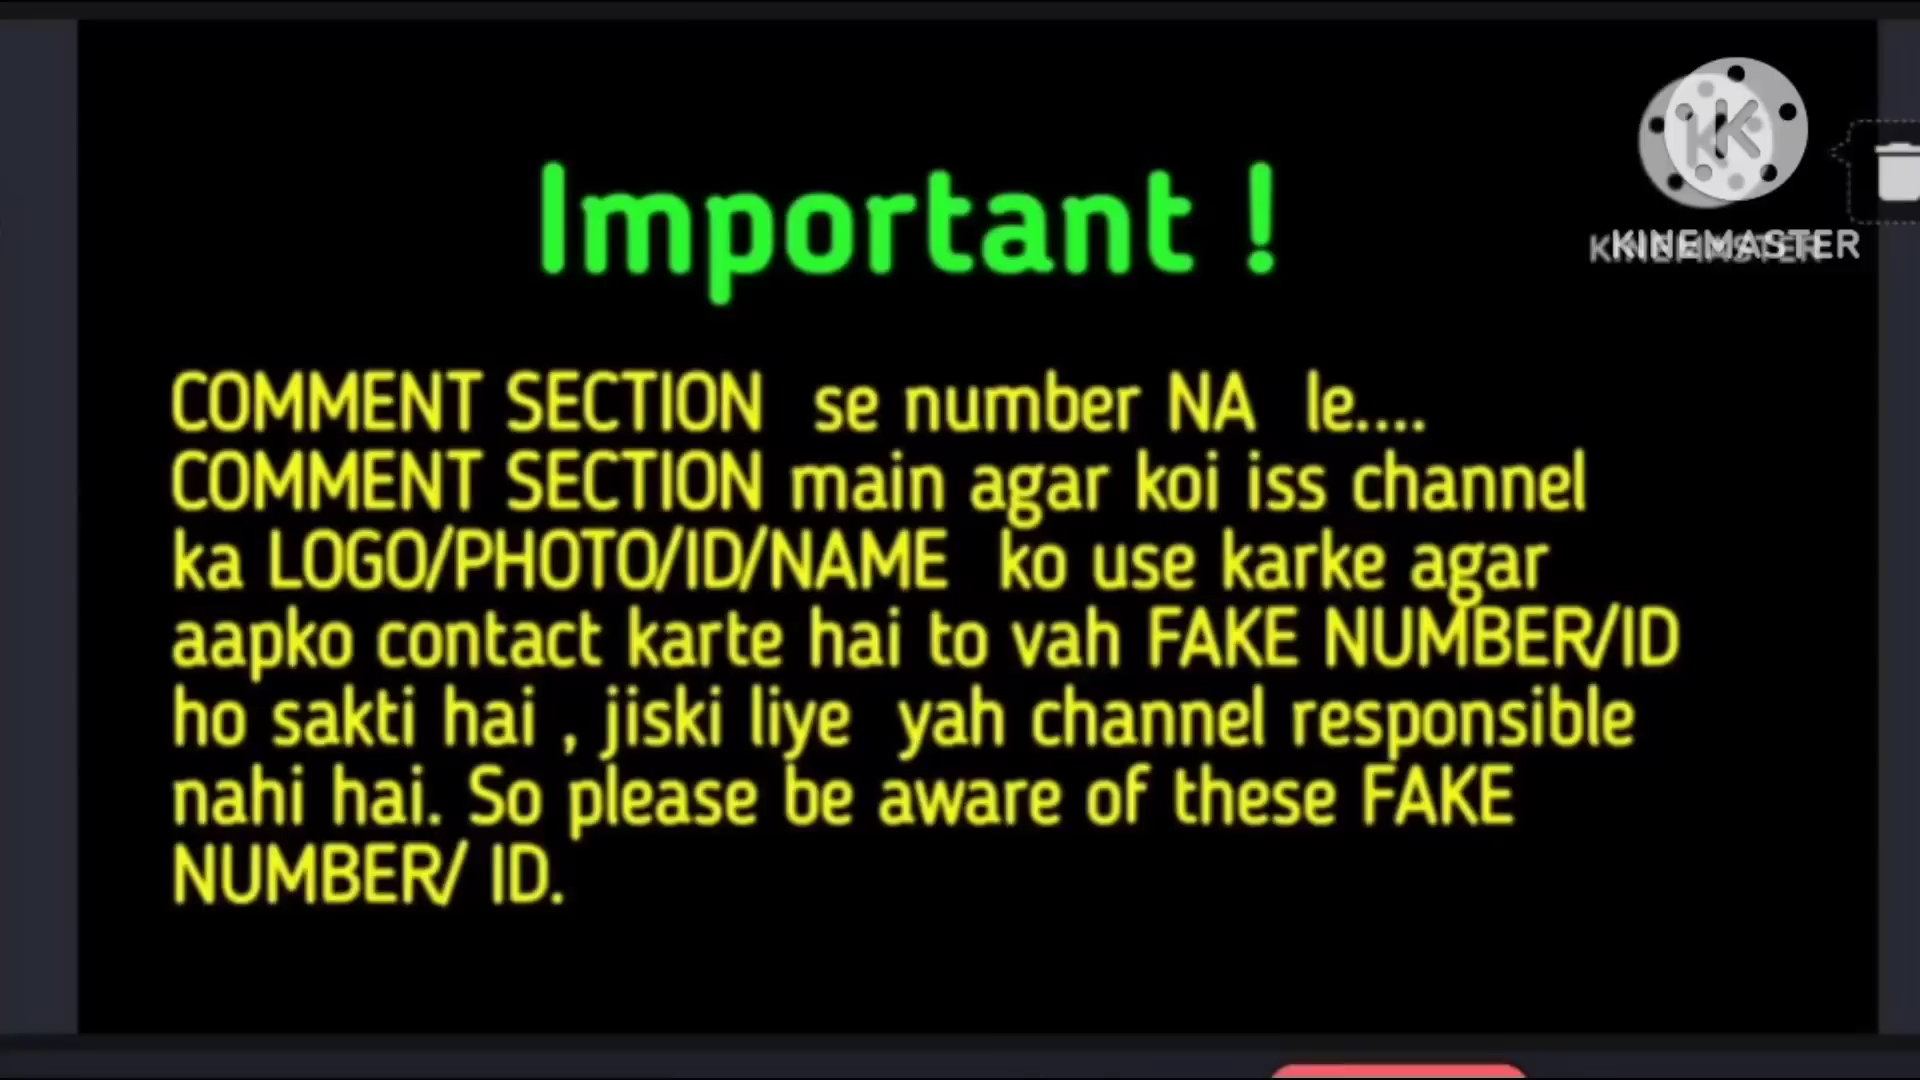 Important !
KINEMASTER
KINEMASTER
COMMENT SECTION se number NA le....
COMMENT SECTION main agar koi iss channel
ka LOGO/PHOTO/ID/NAME ko use karke agar
aapko contact karte hai to vah FAKE NUMBER/ID
ho sakti hai , jiski liye yah channel responsible
nahi hai. So please be aware of these FAKE
NUMBER/ ID.